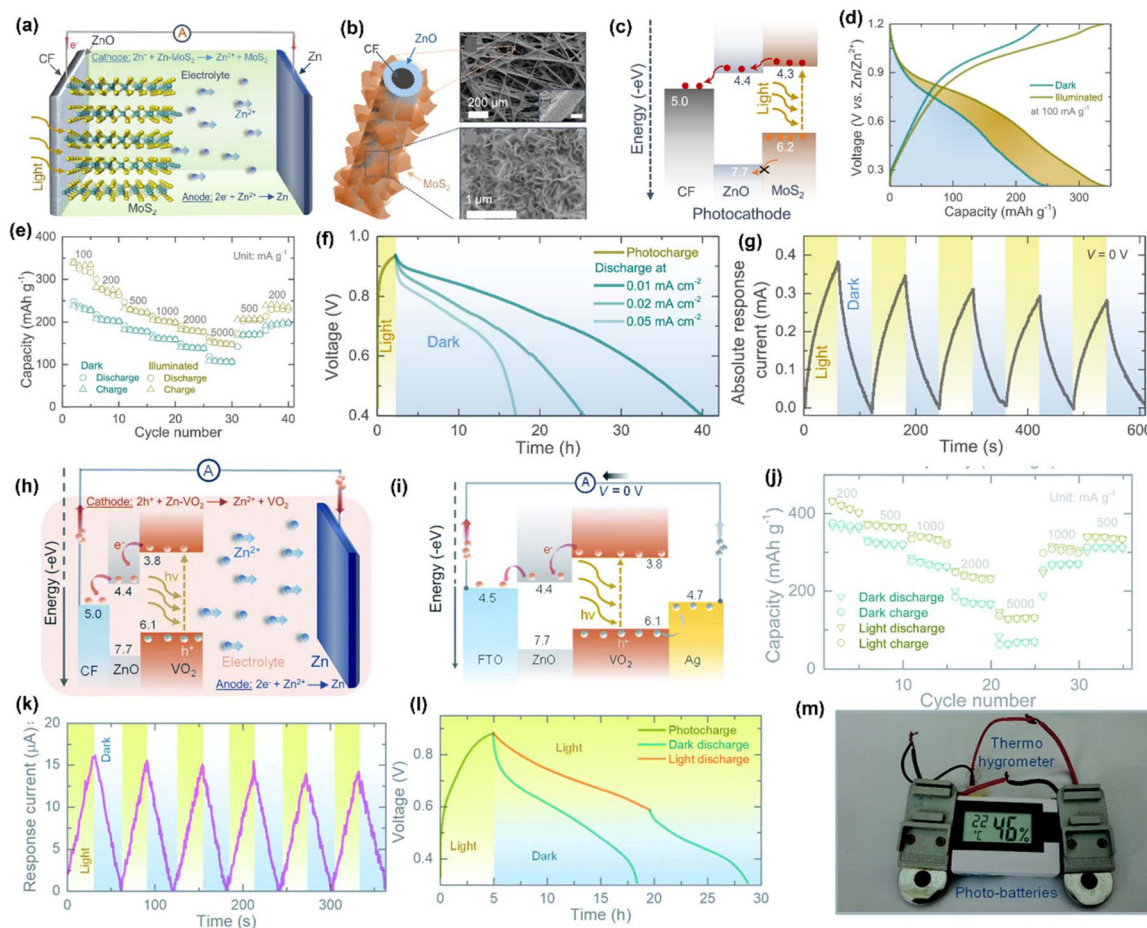 (a)
A
e⁻
ZnO
CF
Cathode: 2h⁺ + Zn-MoS₂ → Zn²⁺ + MoS₂
Zn
Electrolyte
Zn²⁺
Light
Anode: 2e⁻ + Zn²⁺ → Zn
MoS₂
(b)
ZnO
CF
200 μm
MoS₂
1 μm
(c)
Energy (-eV)
4.4
4.3
5.0
Light
6.2
7.7
CF
ZnO
MoS₂
Photocathode
(d)
Voltage (V vs. Zn/Zn²⁺)
1.2
0.9
0.6
0.3
Dark
Illuminated
at 100 mA g⁻¹
0
100
200
300
Capacity (mAh g⁻¹)
(e)
Capacity (mAh g⁻¹)
400
350
300
250
200
150
100
50
0
Unit: mA g⁻¹
100
200
500
1000
2000
5000
500
200
Dark
Illuminated
Discharge
Discharge
Charge
Charge
0
10
20
30
40
Cycle number
(f)
Voltage (V)
1.0
0.8
0.6
0.4
Photocharge
Discharge at
0.01 mA cm⁻²
0.02 mA cm⁻²
0.05 mA cm⁻²
Light
Dark
0
10
20
30
40
Time (h)
(g)
Absolute response
current (mA)
0.4
0.3
0.2
0.1
0.0
V = 0 V
Light
Dark
0
200
400
600
Time (s)
(h)
A
Cathode: 2h⁺ + Zn-VO₂ → Zn²⁺ + VO₂
Energy (-eV)
e⁻
3.8
4.4
hν
5.0
6.1
h⁺
7.7
CF
ZnO
VO₂
Zn²⁺
Electrolyte
Zn
Anode: 2e⁻ + Zn²⁺ → Zn
(i)
A
V = 0 V
Energy (-eV)
e⁻
3.8
4.5
4.4
hν
4.7
6.1
h⁺
7.7
FTO
ZnO
VO₂
Ag
(j)
Capacity (mAh g⁻¹)
400
200
0
Unit: mA g⁻¹
200
500
1000
2000
5000
1000
500
Dark discharge
Dark charge
Light discharge
Light charge
10
20
30
Cycle number
(k)
Response current (μA)
20
15
10
5
0
Light
Dark
0
100
200
300
Time (s)
(l)
Voltage (V)
0.8
0.6
0.4
Light
Photocharge
Dark discharge
Light discharge
Light
Dark
0
5
10
15
20
25
30
Time (h)
(m)
Thermo
hygrometer
22
℃
46%
Photo-batteries